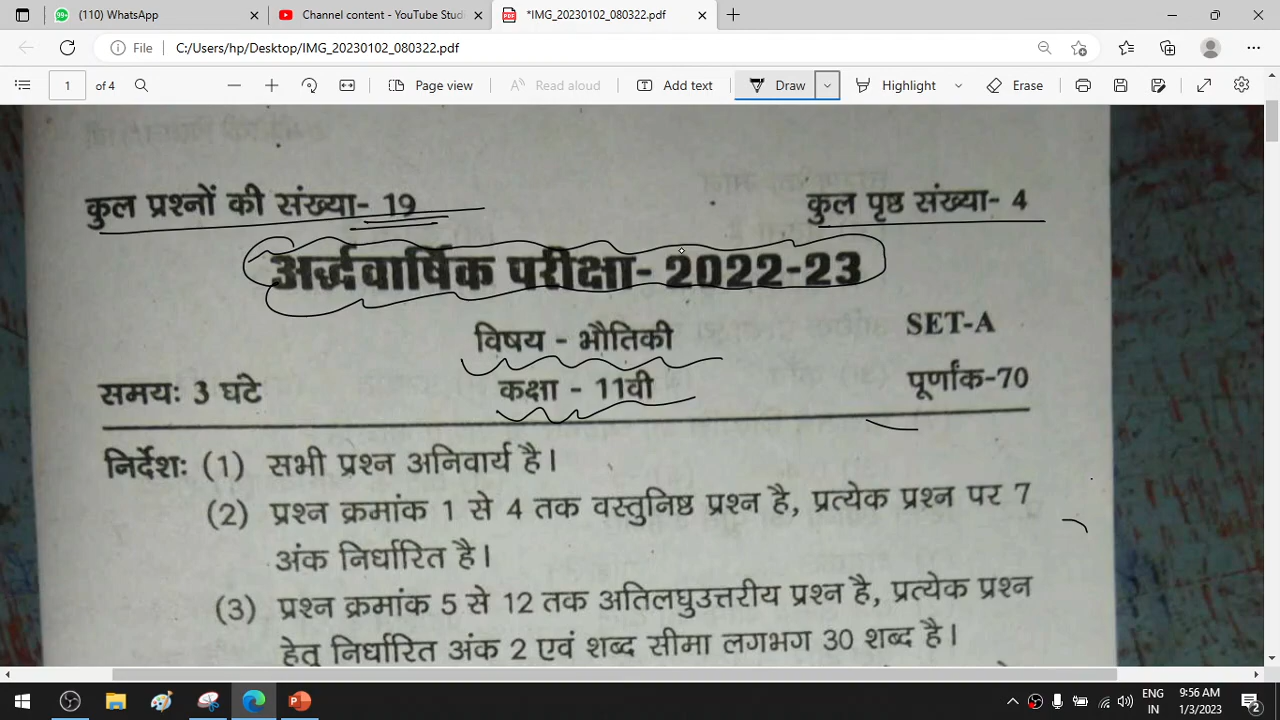 (110) WhatsApp
Channel content - YouTube Stud
*IMG_20230102_080322.pdf
File
C:/Users/hp/Desktop/IMG_20230102_080322.pdf
1 of 4
Page view
Read aloud
Add text
Draw
Highlight
Erase
कुल प्रश्नों की संख्या- 19
कुल पृष्ठ संख्या- 4
अर्द्धवार्षिक परीक्षा- 2022-23
विषय - भौतिकी
SET-A
समयः 3 घंटे
कक्षा - 11वी
पूर्णांक-70
निर्देशः (1) सभी प्रश्न अनिवार्य है।
(2) प्रश्न क्रमांक 1 से 4 तक वस्तुनिष्ठ प्रश्न है, प्रत्येक प्रश्न पर 7
अंक निर्धारित है।
(3) प्रश्न क्रमांक 5 से 12 तक अतिलघुउत्तरीय प्रश्न है, प्रत्येक प्रश्न
हेतु निर्धारित अंक 2 एवं शब्द सीमा लगभग 30 शब्द है।
ENG
IN
9:56 AM
1/3/2023
2